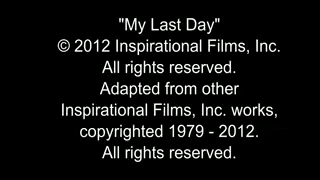 "My Last Day"
© 2012 Inspirational Films, Inc.
All rights reserved.
Adapted from other
Inspirational Films, Inc. works,
copyrighted 1979 - 2012.
All rights reserved.